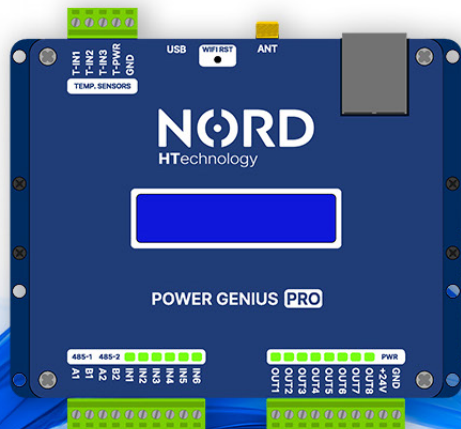 T-IN1
T-IN2
T-IN3
T-PWR
GND
TEMP. SENSORS
USB
WIFI RST
ANT
NORD
HTechnology
POWER GENIUS PRO
485-1 485-2
A1
B1
A2
B2
IN1
IN2
IN3
IN4
IN5
IN6
PWR
OUT1
OUT2
OUT3
OUT4
OUT5
OUT6
OUT7
OUT8
+24V
GND